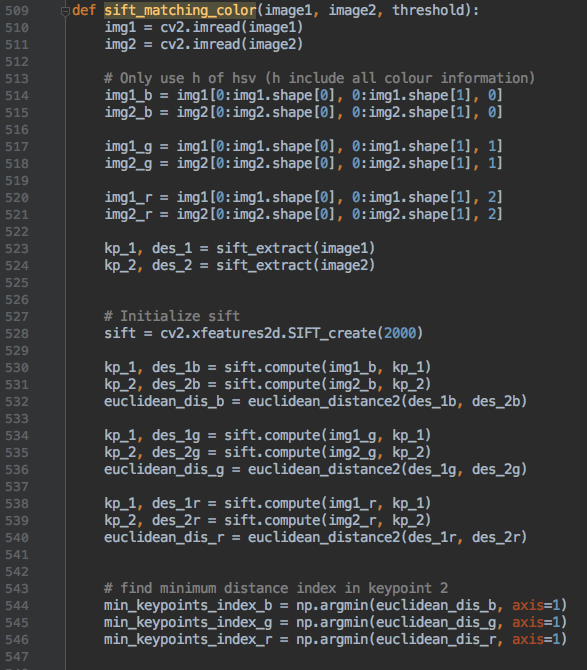 509 def sift_matching_color(image1, image2, threshold):
510     img1 = cv2.imread(image1)
511     img2 = cv2.imread(image2)
512
513     # Only use h of hsv (h include all colour information)
514     img1_b = img1[0:img1.shape[0], 0:img1.shape[1], 0]
515     img2_b = img2[0:img2.shape[0], 0:img2.shape[1], 0]
516
517     img1_g = img1[0:img1.shape[0], 0:img1.shape[1], 1]
518     img2_g = img2[0:img2.shape[0], 0:img2.shape[1], 1]
519
520     img1_r = img1[0:img1.shape[0], 0:img1.shape[1], 2]
521     img2_r = img2[0:img2.shape[0], 0:img2.shape[1], 2]
522
523     kp_1, des_1 = sift_extract(image1)
524     kp_2, des_2 = sift_extract(image2)
525
526
527     # Initialize sift
528     sift = cv2.xfeatures2d.SIFT_create(2000)
529
530     kp_1, des_1b = sift.compute(img1_b, kp_1)
531     kp_2, des_2b = sift.compute(img2_b, kp_2)
532     euclidean_dis_b = euclidean_distance2(des_1b, des_2b)
533
534     kp_1, des_1g = sift.compute(img1_g, kp_1)
535     kp_2, des_2g = sift.compute(img2_g, kp_2)
536     euclidean_dis_g = euclidean_distance2(des_1g, des_2g)
537
538     kp_1, des_1r = sift.compute(img1_r, kp_1)
539     kp_2, des_2r = sift.compute(img2_r, kp_2)
540     euclidean_dis_r = euclidean_distance2(des_1r, des_2r)
541
542
543     # find minimum distance index in keypoint 2
544     min_keypoints_index_b = np.argmin(euclidean_dis_b, axis=1)
545     min_keypoints_index_g = np.argmin(euclidean_dis_g, axis=1)
546     min_keypoints_index_r = np.argmin(euclidean_dis_r, axis=1)
547